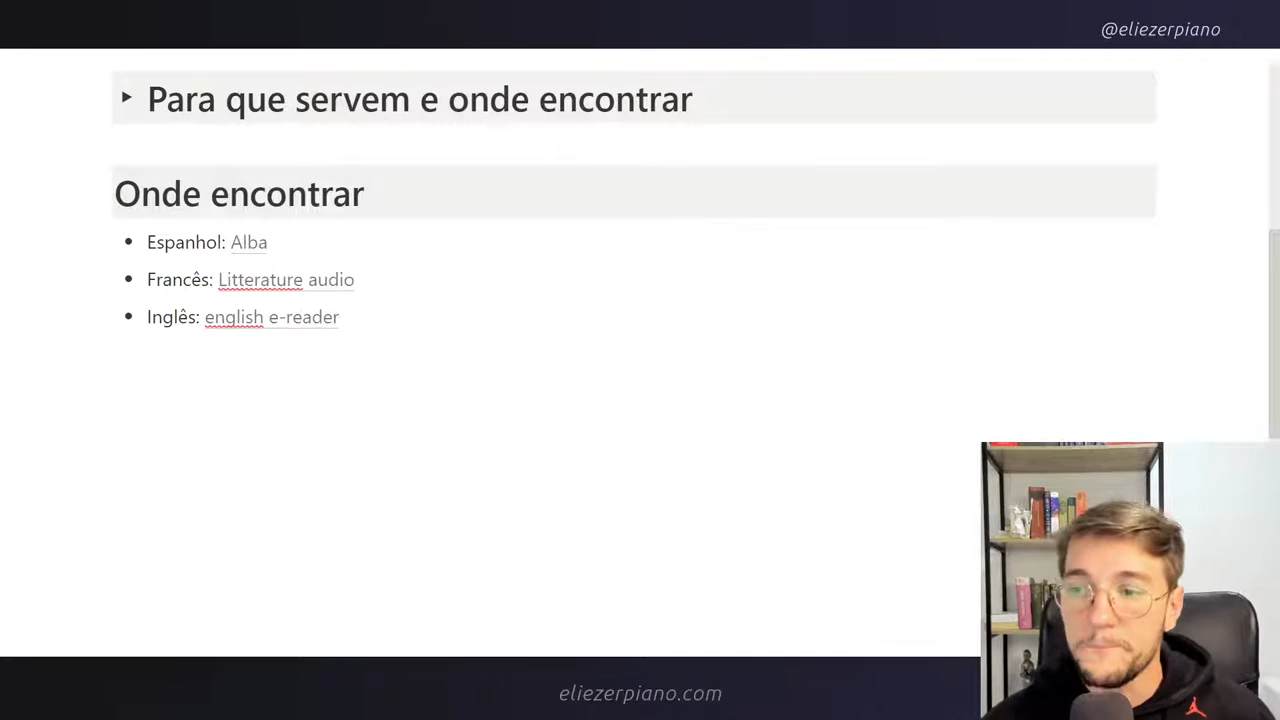 @eliezerpiano
Para que servem e onde encontrar
Onde encontrar
Espanhol: Alba
Francês: Litterature audio
Inglês: english e-reader
eliezerpiano.com